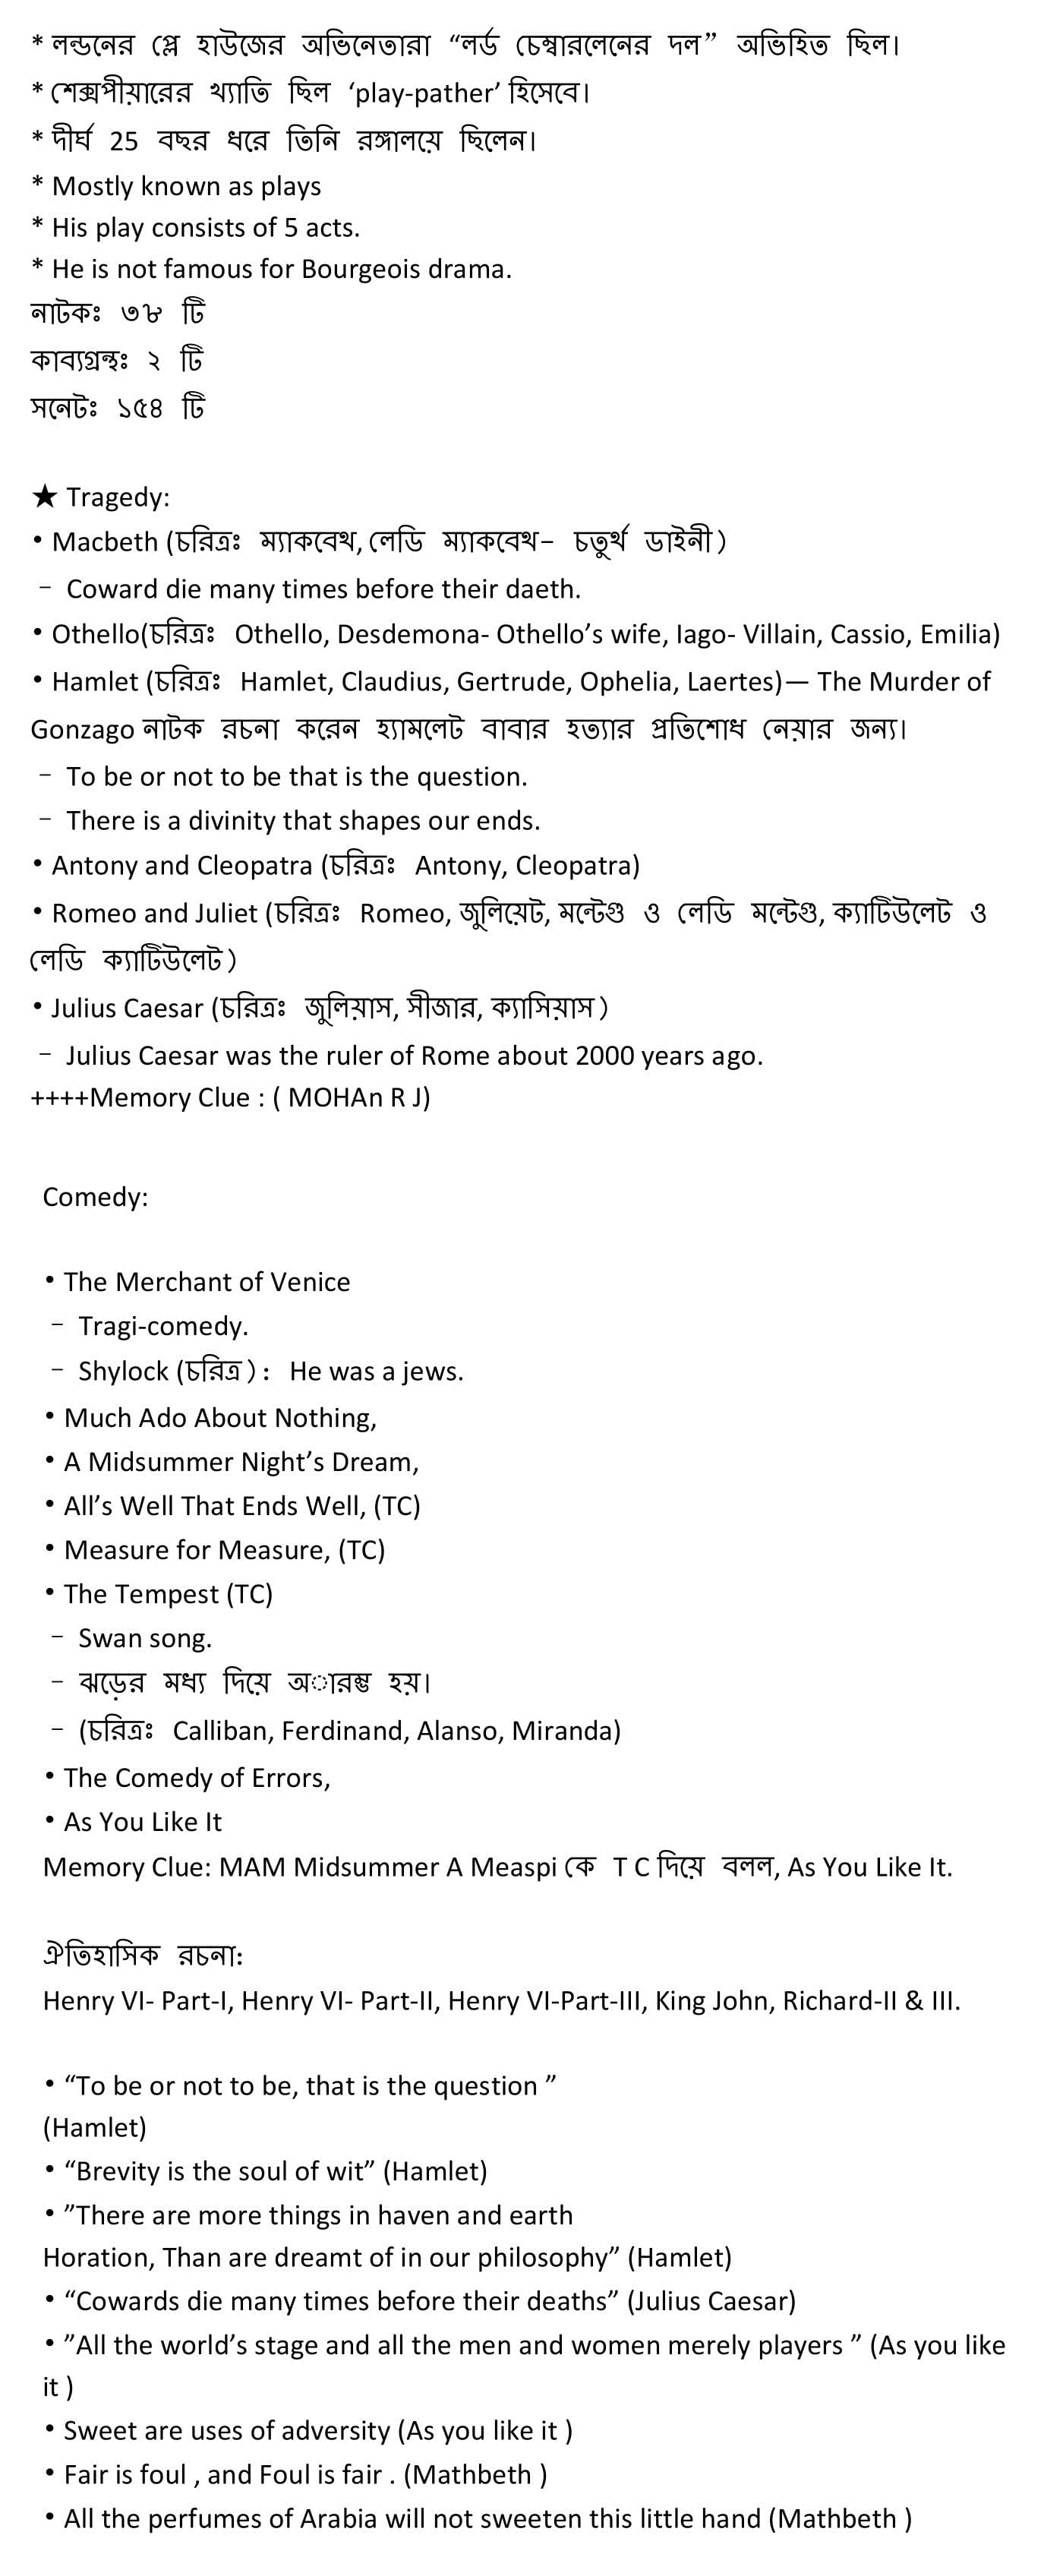 * লন্ডনের প্লে হাউজের অভিনেতারা “লর্ড চেম্বারলেনের দল” অভিহিত ছিল।
* শেক্সপীয়ারের খ্যাতি ছিল ‘play-pather’ হিসেবে।
* দীর্ঘ 25 বছর ধরে তিনি রঙ্গালয়ে ছিলেন।
* Mostly known as plays
* His play consists of 5 acts.
* He is not famous for Bourgeois drama.
নাটকঃ ৩৮ টি
কাব্যগ্রন্থঃ ২ টি
সনেটঃ ১৫৪ টি
★ Tragedy:
• Macbeth (চরিত্রঃ ম্যাকবেথ, লেডি ম্যাকবেথ– চতুর্থ ডাইনী)
– Coward die many times before their daeth.
• Othello(চরিত্রঃ Othello, Desdemona- Othello’s wife, Iago- Villain, Cassio, Emilia)
• Hamlet (চরিত্রঃ Hamlet, Claudius, Gertrude, Ophelia, Laertes)— The Murder of
Gonzago নাটক রচনা করেন হ্যামলেট বাবার হত্যার প্রতিশোধ নেয়ার জন্য।
– To be or not to be that is the question.
– There is a divinity that shapes our ends.
• Antony and Cleopatra (চরিত্রঃ Antony, Cleopatra)
• Romeo and Juliet (চরিত্রঃ Romeo, জুলিয়েট, মন্টেগু ও লেডি মন্টেগু, ক্যাটিউলেট ও
লেডি ক্যাটিউলেট)
• Julius Caesar (চরিত্রঃ জুলিয়াস, সীজার, ক্যাসিয়াস)
– Julius Caesar was the ruler of Rome about 2000 years ago.
++++Memory Clue : ( MOHAn R J)
Comedy:
• The Merchant of Venice
– Tragi-comedy.
– Shylock (চরিত্র): He was a jews.
• Much Ado About Nothing,
• A Midsummer Night’s Dream,
• All’s Well That Ends Well, (TC)
• Measure for Measure, (TC)
• The Tempest (TC)
– Swan song.
– ঝড়ের মধ্য দিয়ে অারম্ভ হয়।
– (চরিত্রঃ Calliban, Ferdinand, Alanso, Miranda)
• The Comedy of Errors,
• As You Like It
Memory Clue: MAM Midsummer A Measpi কে T C দিয়ে বলল, As You Like It.
ঐতিহাসিক রচনা:
Henry VI- Part-I, Henry VI- Part-II, Henry VI-Part-III, King John, Richard-II & III.
• “To be or not to be, that is the question ”
(Hamlet)
• “Brevity is the soul of wit” (Hamlet)
• ”There are more things in haven and earth
Horation, Than are dreamt of in our philosophy” (Hamlet)
• “Cowards die many times before their deaths” (Julius Caesar)
• ”All the world’s stage and all the men and women merely players ” (As you like
it )
• Sweet are uses of adversity (As you like it )
• Fair is foul , and Foul is fair . (Mathbeth )
• All the perfumes of Arabia will not sweeten this little hand (Mathbeth )